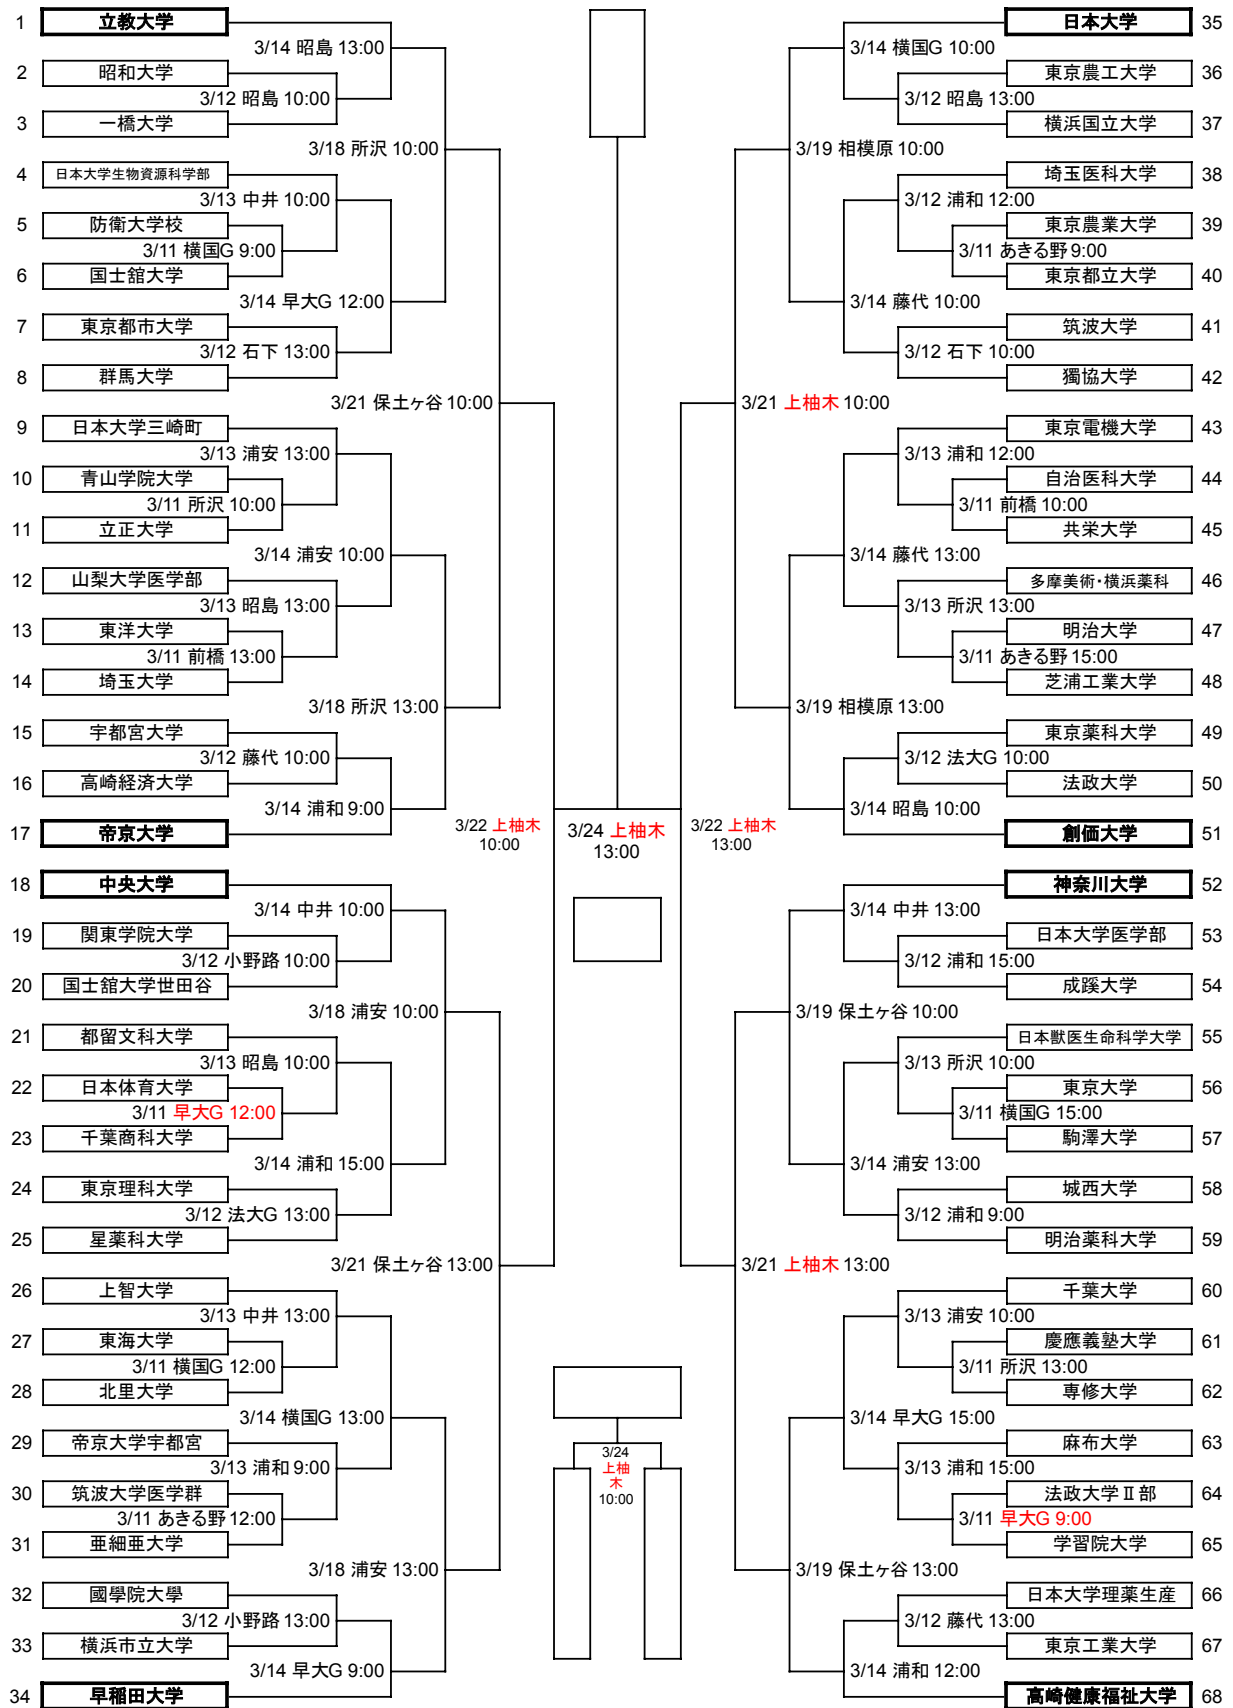 1 立教大学
3/14 昭島 13:00
2 昭和大学
3/12 昭島 10:00
3 一橋大学
3/18 所沢 10:00
4 日本大学生物資源科学部
3/13 中井 10:00
5 防衛大学校
3/11 横国G 9:00
6 国士舘大学
3/14 早大G 12:00
7 東京都市大学
3/12 石下 13:00
8 群馬大学
3/21 保土ヶ谷 10:00
9 日本大学三崎町
3/13 浦安 13:00
10 青山学院大学
3/11 所沢 10:00
11 立正大学
3/14 浦安 10:00
12 山梨大学医学部
3/13 昭島 13:00
13 東洋大学
3/11 前橋 13:00
14 埼玉大学
3/18 所沢 13:00
15 宇都宮大学
3/12 藤代 10:00
16 高崎経済大学
3/14 浦和 9:00
17 帝京大学
3/22 上柚木
10:00
18 中央大学
3/14 中井 10:00
19 関東学院大学
3/12 小野路 10:00
20 国士舘大学世田谷
3/18 浦安 10:00
21 都留文科大学
3/13 昭島 10:00
22 日本体育大学
3/11 早大G 12:00
23 千葉商科大学
3/14 浦和 15:00
24 東京理科大学
3/12 法大G 13:00
25 星薬科大学
3/21 保土ヶ谷 13:00
26 上智大学
3/13 中井 13:00
27 東海大学
3/11 横国G 12:00
28 北里大学
3/14 横国G 13:00
29 帝京大学宇都宮
3/13 浦和 9:00
30 筑波大学医学群
3/11 あきる野 12:00
31 亜細亜大学
3/18 浦安 13:00
32 國學院大學
3/12 小野路 13:00
33 横浜市立大学
3/14 早大G 9:00
34 早稲田大学
3/24 上柚木
13:00
3/24
上柚
木
10:00
日本大学 35
3/14 横国G 10:00
東京農工大学 36
3/12 昭島 13:00
横浜国立大学 37
3/19 相模原 10:00
埼玉医科大学 38
3/12 浦和 12:00
東京農業大学 39
3/11 あきる野 9:00
東京都立大学 40
3/14 藤代 10:00
筑波大学 41
3/12 石下 10:00
獨協大学 42
3/21 上柚木 10:00
東京電機大学 43
3/13 浦和 12:00
自治医科大学 44
3/11 前橋 10:00
共栄大学 45
3/14 藤代 13:00
多摩美術・横浜薬科 46
3/13 所沢 13:00
明治大学 47
3/11 あきる野 15:00
芝浦工業大学 48
3/19 相模原 13:00
東京薬科大学 49
3/12 法大G 10:00
法政大学 50
3/14 昭島 10:00
創価大学 51
3/22 上柚木
13:00
神奈川大学 52
3/14 中井 13:00
日本大学医学部 53
3/12 浦和 15:00
成蹊大学 54
3/19 保土ヶ谷 10:00
日本獣医生命科学大学 55
3/13 所沢 10:00
東京大学 56
3/11 横国G 15:00
駒澤大学 57
3/14 浦安 13:00
城西大学 58
3/12 浦和 9:00
明治薬科大学 59
3/21 上柚木 13:00
千葉大学 60
3/13 浦安 10:00
慶應義塾大学 61
3/11 所沢 13:00
専修大学 62
3/14 早大G 15:00
麻布大学 63
3/13 浦和 15:00
法政大学Ⅱ部 64
3/11 早大G 9:00
学習院大学 65
3/19 保土ヶ谷 13:00
日本大学理薬生産 66
3/12 藤代 13:00
東京工業大学 67
3/14 浦和 12:00
高崎健康福祉大学 68